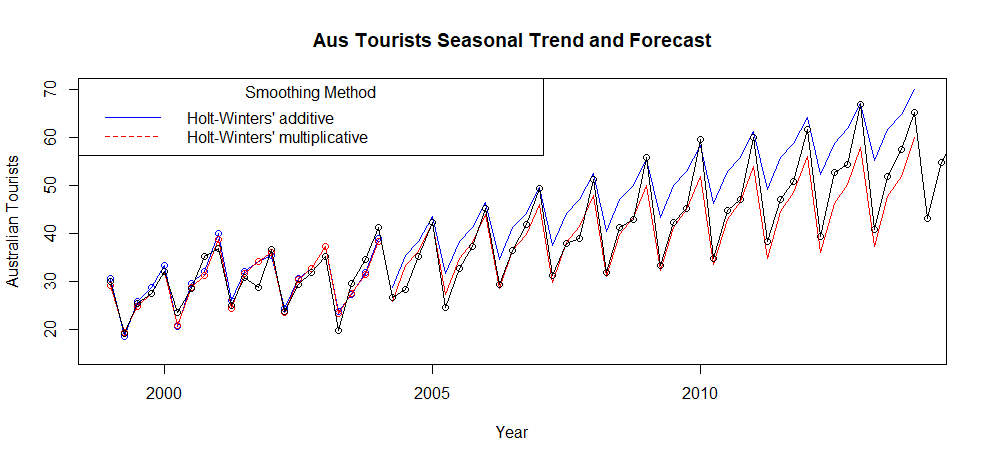 Aus Tourists Seasonal Trend and Forecast
Smoothing Method
Holt-Winters' additive
Holt-Winters' multiplicative
Australian Tourists
70
60
50
40
30
20
2000 2005 2010
Year